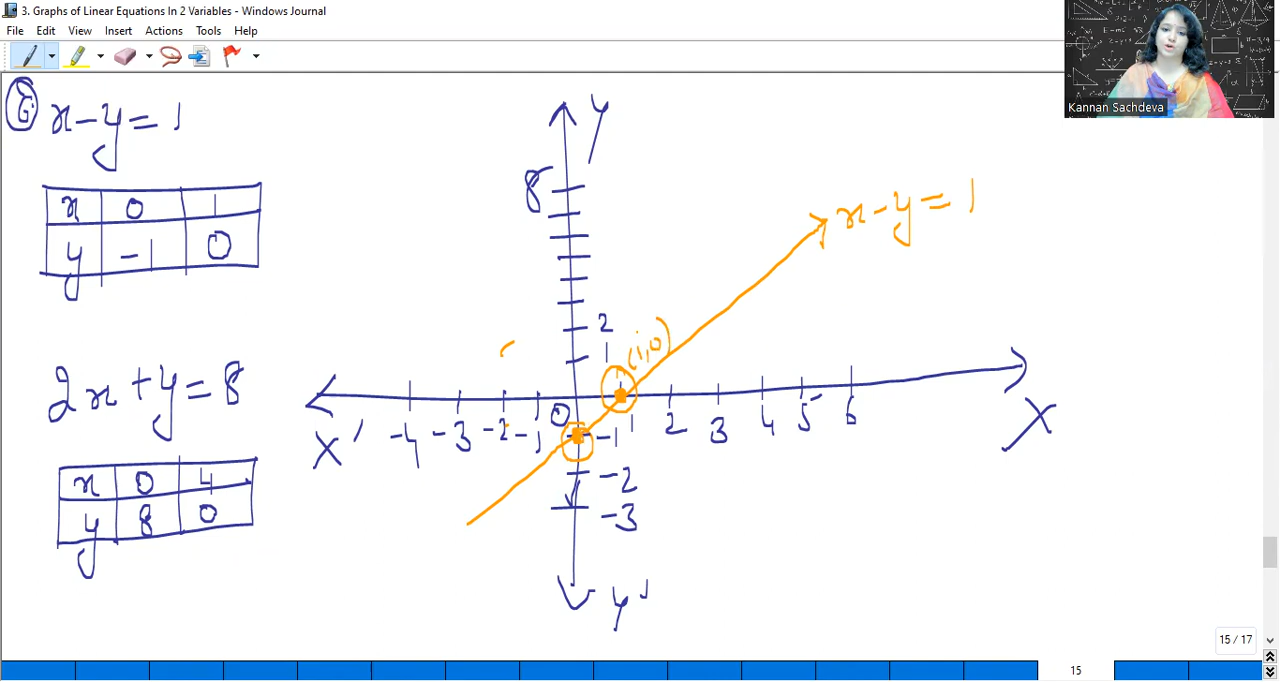 3. Graphs of Linear Equations In 2 Variables - Windows Journal
File Edit View Insert Actions Tools Help
Kannan Sachdeva
6 x-y=1
x 0 1
y -1 0
2x+y=8
x 0 4
y 8 0
Y
8
x-y=1
2
1
(1,0)
0
X' -4 -3 -2 -1 -1 1 2 3 4 5 6 X
-2
-3
Y'
15 / 17
15